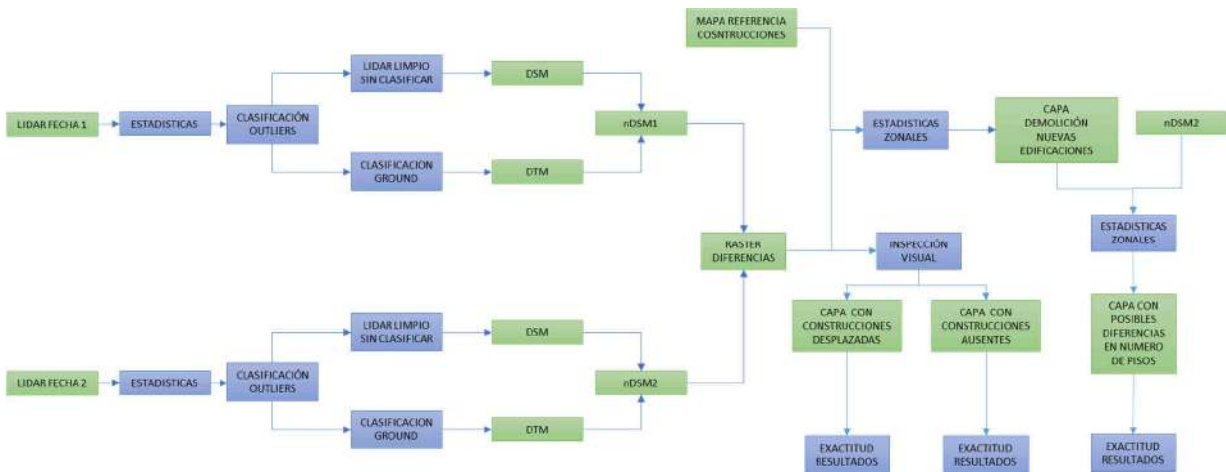 MAPA REFERENCIA
COSNTRUCCIONES
LIDAR LIMPIO
SIN CLASIFICAR
DSM
LIDAR FECHA 1
ESTADISTICAS
CLASIFICACIÓN
OUTLIERS
nDSM1
ESTADISTICAS
ZONALES
CAPA
DEMOLICIÓN
NUEVAS
EDIFICACIONES
nDSM2
CLASIFICACION
GROUND
DTM
RASTER
DIFERENCIAS
INSPECCIÓN
VISUAL
ESTADISTICAS
ZONALES
LIDAR LIMPIO
SIN CLASIFICAR
DSM
CAPA CON
CONSTRUCCIONES
DESPLAZADAS
CAPA CON
CONSTRUCCIONES
AUSENTES
CAPA CON
POSIBLES
DIFERENCIAS
EN NUMERO
DE PISOS
LIDAR FECHA 2
ESTADISTICAS
CLASIFICACIÓN
OUTLIERS
nDSM2
CLASIFICACION
GROUND
DTM
EXACTITUD
RESULTADOS
EXACTITUD
RESULTADOS
EXACTITUD
RESULTADOS